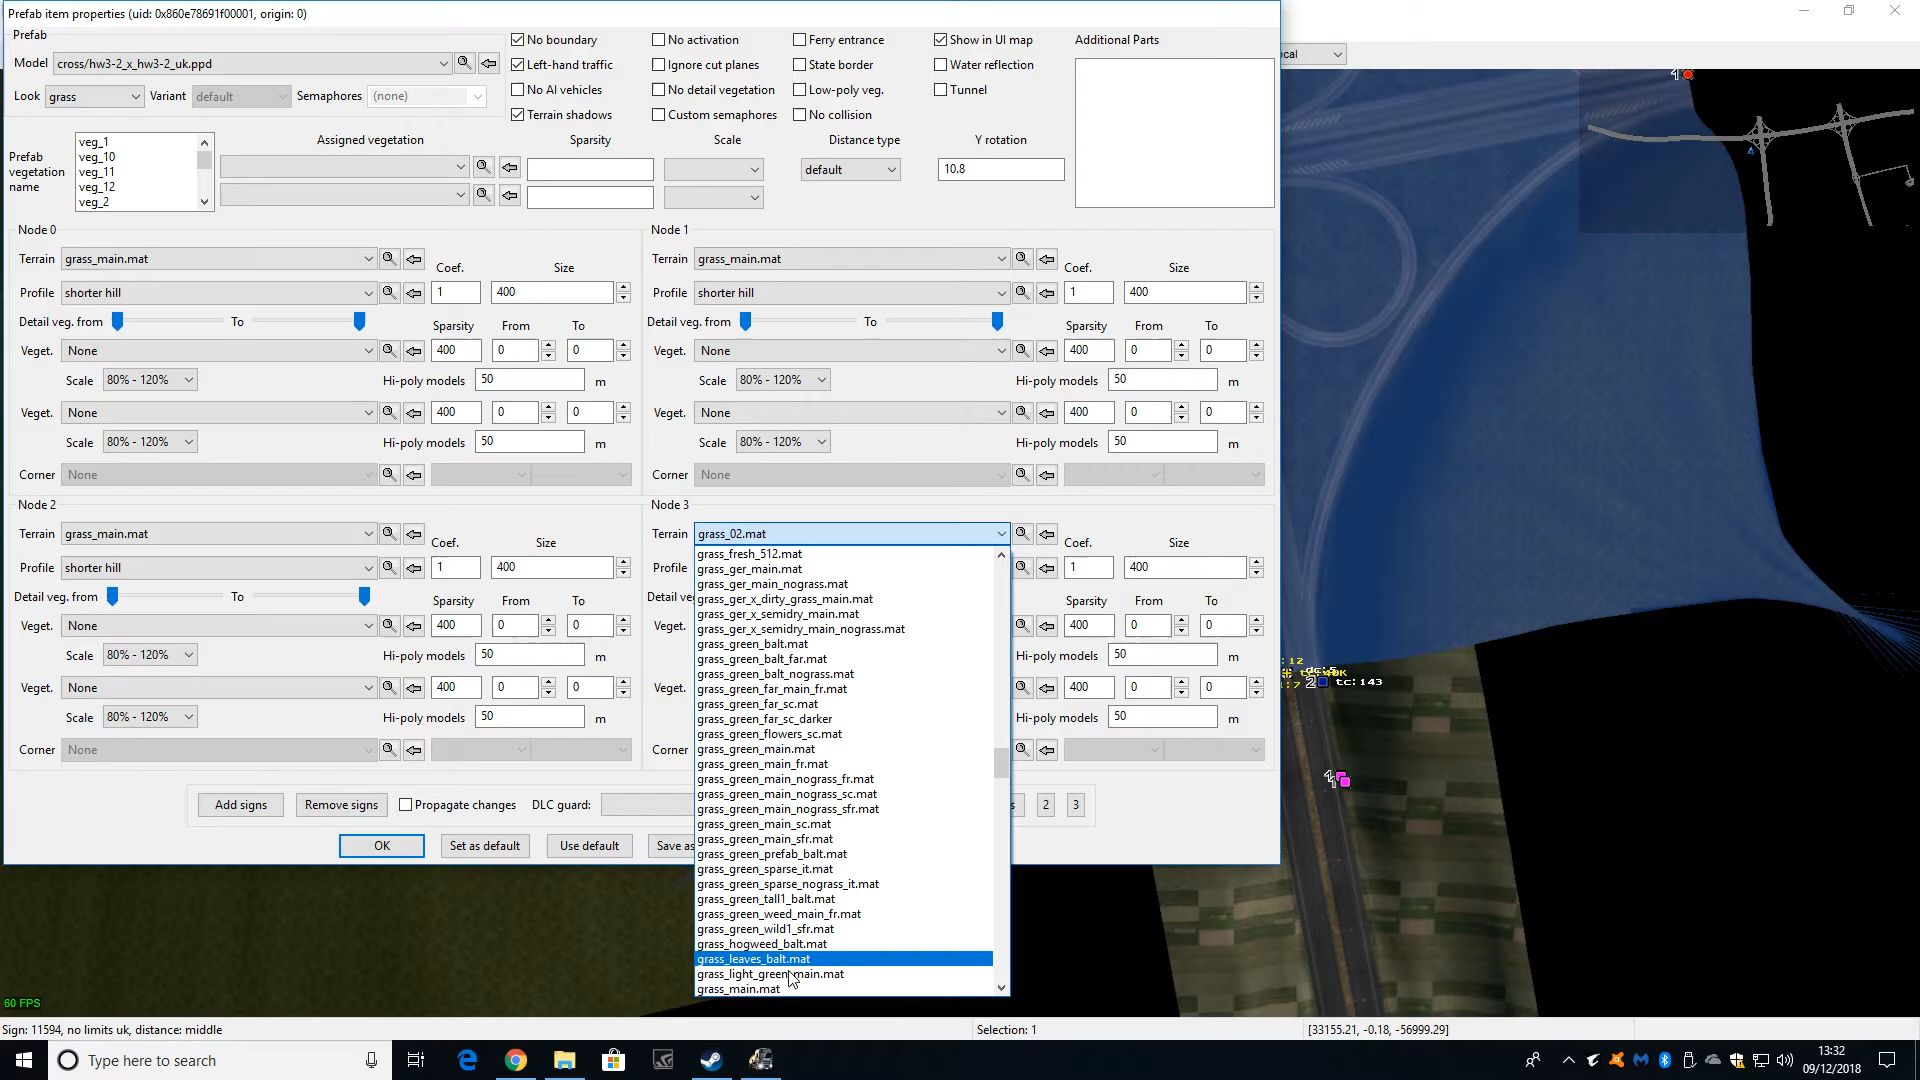 Prefab item properties (uid: 0x860e78691f00001, origin: 0)
Prefab
Model cross/hw3-2_x_hw3-2_uk.ppd
Look grass Variant default Semaphores (none)
No boundary No activation Ferry entrance Show in UI map Additional Parts
Left-hand traffic Ignore cut planes State border Water reflection
No AI vehicles No detail vegetation Low-poly veg. Tunnel
Terrain shadows Custom semaphores No collision
cal
Prefab vegetation name
veg_1
veg_10
veg_11
veg_12
veg_2
Assigned vegetation Sparsity Scale Distance type Y rotation
default 10.8
Node 0
Terrain grass_main.mat Coef. Size
Profile shorter hill 1 400
Detail veg. from To Sparsity From To
Veget. None 400 0 0
Scale 80% - 120% Hi-poly models 50 m
Veget. None 400 0 0
Scale 80% - 120% Hi-poly models 50 m
Corner None
Node 1
Terrain grass_main.mat Coef. Size
Profile shorter hill 1 400
Detail veg. from To Sparsity From To
Veget. None 400 0 0
Scale 80% - 120% Hi-poly models 50 m
Veget. None 400 0 0
Scale 80% - 120% Hi-poly models 50 m
Corner None
Node 2
Terrain grass_main.mat Coef. Size
Profile shorter hill 1 400
Detail veg. from To Sparsity From To
Veget. None 400 0 0
Scale 80% - 120% Hi-poly models 50 m
Veget. None 400 0 0
Scale 80% - 120% Hi-poly models 50 m
Corner None
Node 3
Terrain grass_02.mat Coef. Size
Profile 1 400
Detail veg. Sparsity From To
Veget. 400 0 0
Scale Hi-poly models 50 m
Veget. 400 0 0
Scale Hi-poly models 50 m
Corner
grass_fresh_512.mat
grass_ger_main.mat
grass_ger_main_nograss.mat
grass_ger_x_dirty_grass_main.mat
grass_ger_x_semidry_main.mat
grass_ger_x_semidry_main_nograss.mat
grass_green_balt.mat
grass_green_balt_far.mat
grass_green_balt_nograss.mat
grass_green_far_main_fr.mat
grass_green_far_sc.mat
grass_green_far_sc_darker
grass_green_flowers_sc.mat
grass_green_main.mat
grass_green_main_fr.mat
grass_green_main_nograss_fr.mat
grass_green_main_nograss_sc.mat
grass_green_main_nograss_sfr.mat
grass_green_main_sc.mat
grass_green_main_sfr.mat
grass_green_prefab_balt.mat
grass_green_sparse_it.mat
grass_green_sparse_nograss_it.mat
grass_green_tall1_balt.mat
grass_green_weed_main_fr.mat
grass_green_wild1_sfr.mat
grass_hogweed_balt.mat
grass_leaves_balt.mat
grass_light_green_main.mat
grass_main.mat
Add signs Remove signs Propagate changes DLC guard: s 2 3
OK Set as default Use default Save as
1
:12
:7
2 tc:143
60 FPS
Sign: 11594, no limits uk, distance: middle Selection: 1 [33155.21, -0.18, -56999.29]
Type here to search
13:32
09/12/2018